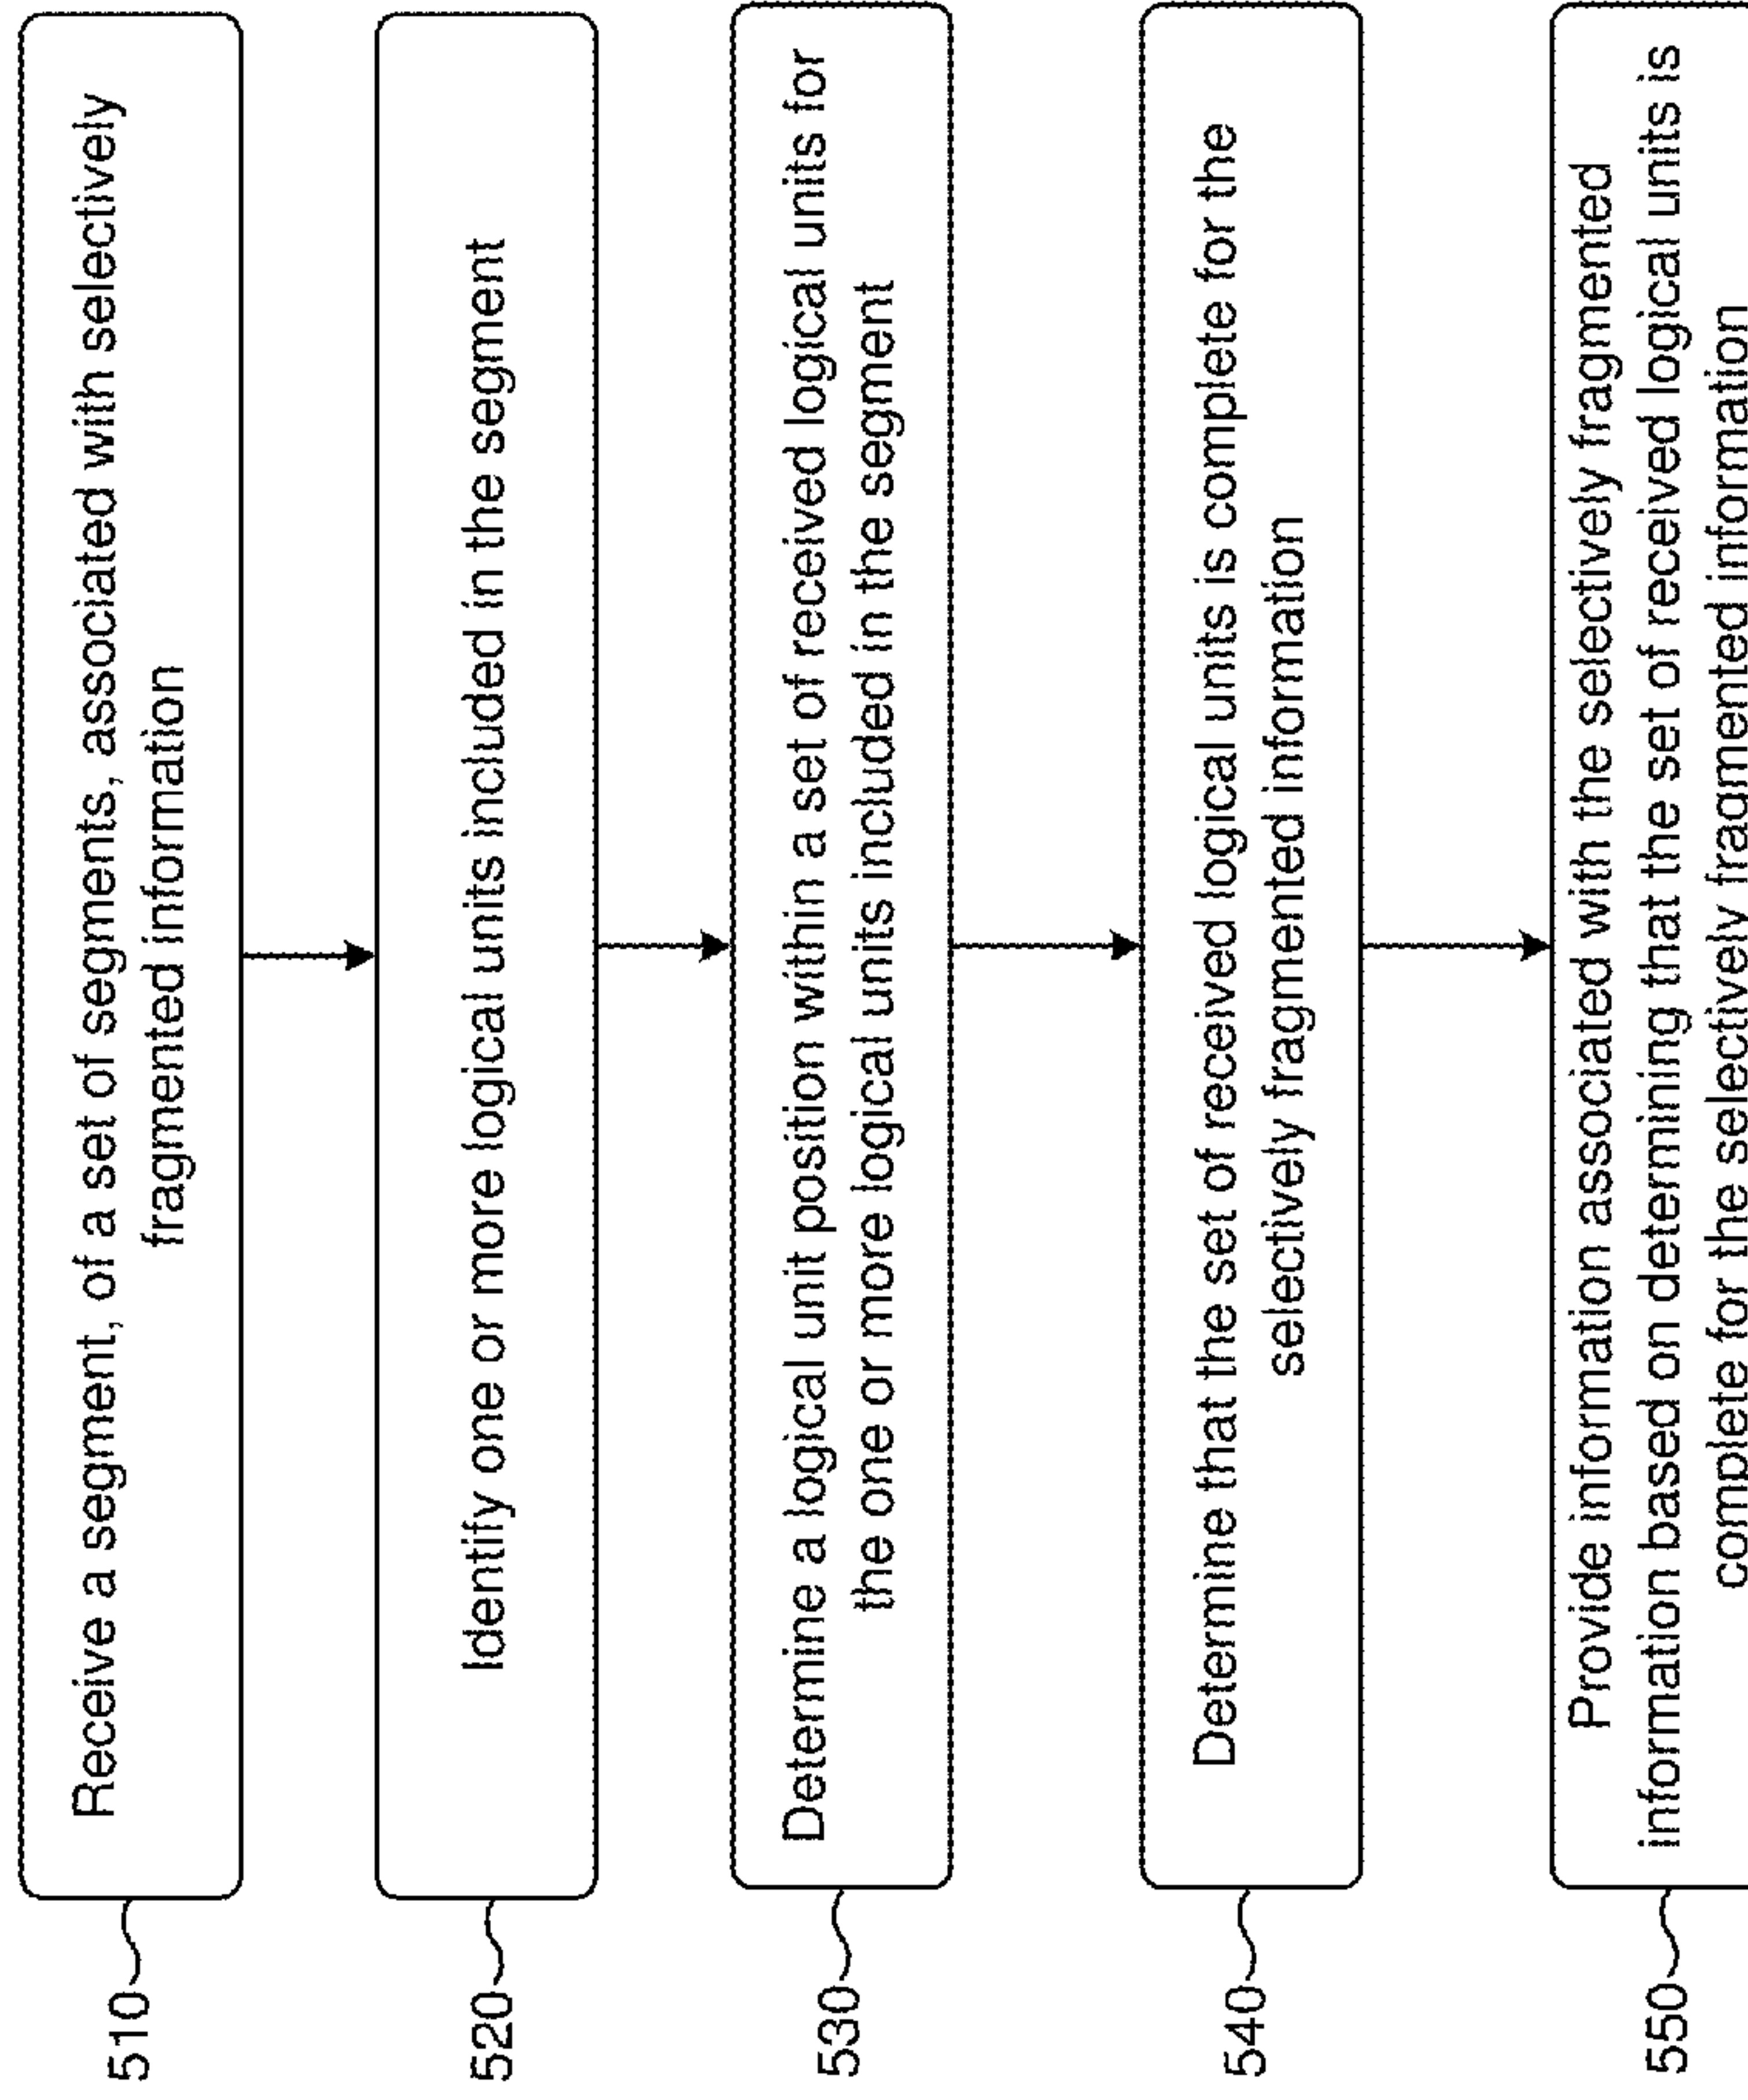 510
Receive a segment, of a set of segments, associated with selectively
fragmented information
520
Identify one or more logical units included in the segment
530
Determine a logical unit position within a set of received logical units for
the one or more logical units included in the segment
540
Determine that the set of received logical units is complete for the
selectively fragmented information
550
Provide information associated with the selectively fragmented
information based on determining that the set of received logical units is
complete for the selectively fragmented information